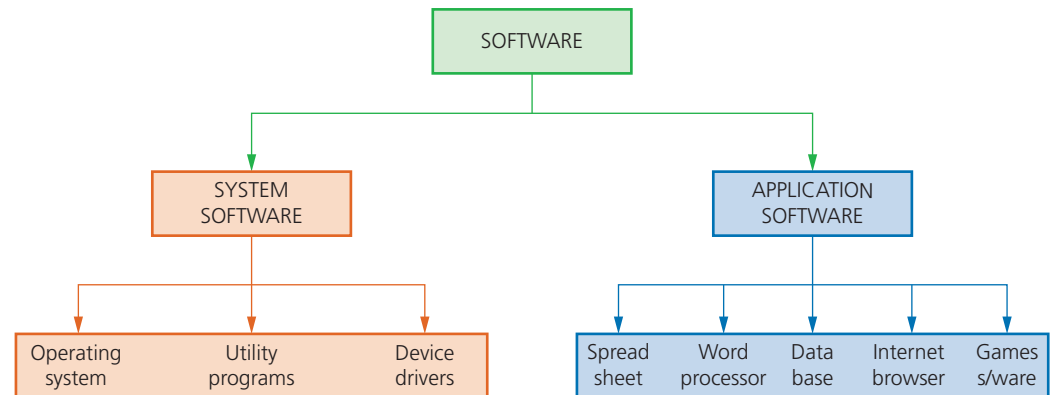 SOFTWARE
SYSTEM
SOFTWARE
APPLICATION
SOFTWARE
Operating
system
Utility
programs
Device
drivers
Spread
sheet
Word
processor
Data
base
Internet
browser
Games
s/ware